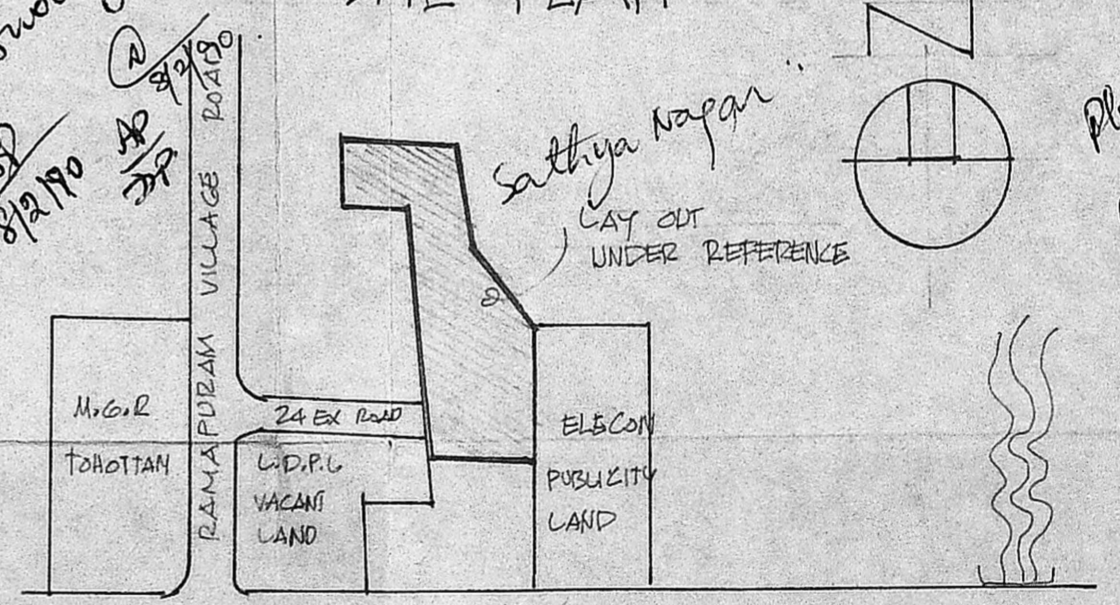 A
8/2/90
AP
DP
8/2/90
RAMAPURAM VILLAGE ROAD
Sathya Nagar"
LAY OUT
UNDER REFERENCE
N
M.G.R
TOHOTTAM
24 EX ROAD
L.D.P.L
VACANT
LAND
ELECON
PUBLICITY
LAND